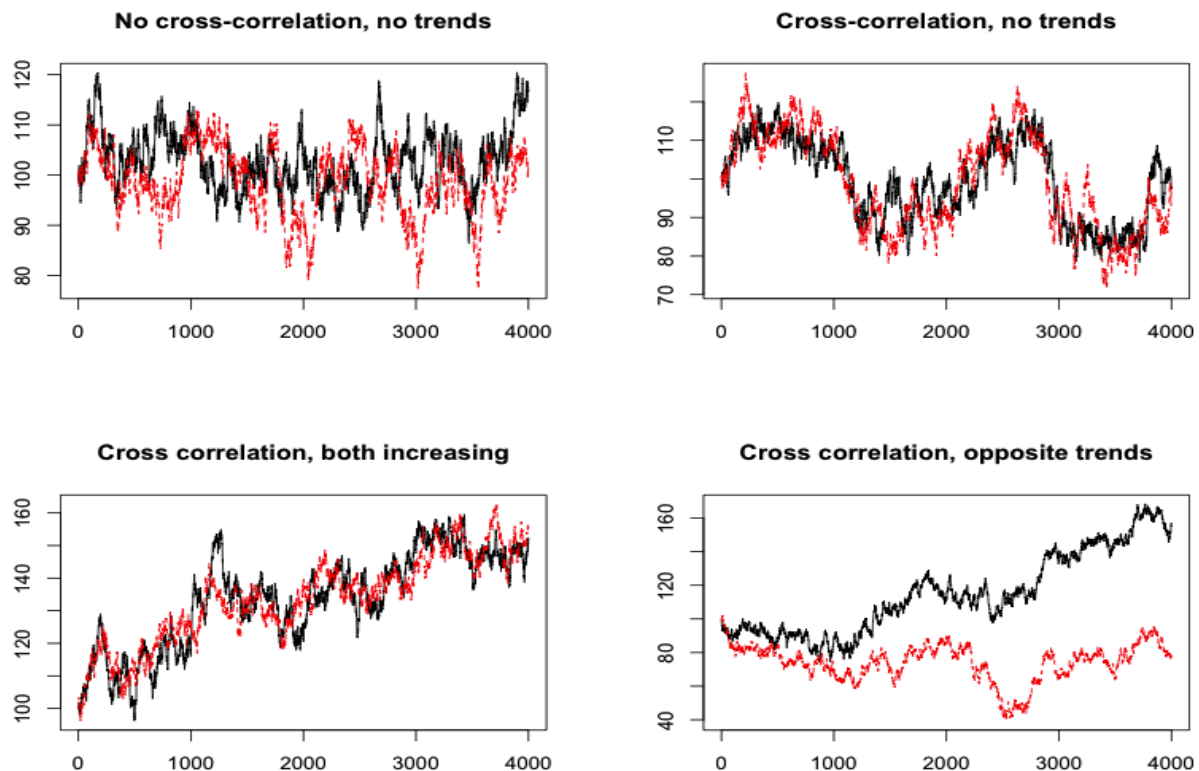 No cross-correlation, no trends
120
110
100
90
80
0 1000 2000 3000 4000
Cross-correlation, no trends
110
90
80
70
0 1000 2000 3000 4000
Cross correlation, both increasing
160
140
120
100
0 1000 2000 3000 4000
Cross correlation, opposite trends
160
120
80
40
0 1000 2000 3000 4000